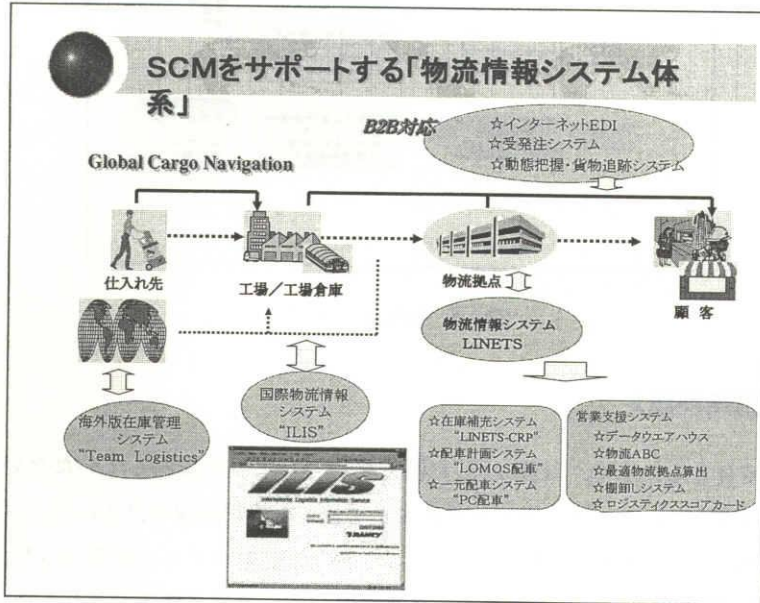 SCMをサポートする「物流情報システム体
系」
B2B対応
☆インターネットEDI
☆受発注システム
☆動態把握・貨物追跡システム
Global Cargo Navigation
仕入れ先
工場／工場倉庫
物流拠点
顧 客
物流情報システム
LINETS
海外版在庫管理
システム
"Team Logistics"
国際物流情報
システム
"ILIS"
ILIS
International Logistics Information Service
☆在庫補充システム
"LINETS-CRP"
☆配車計画システム
"LOMOS配車"
☆一元配車システム
"PC配車"
営業支援システム
☆データウエアハウス
☆物流ABC
☆最適物流拠点算出
☆棚卸しシステム
☆ロジスティクススコアカード